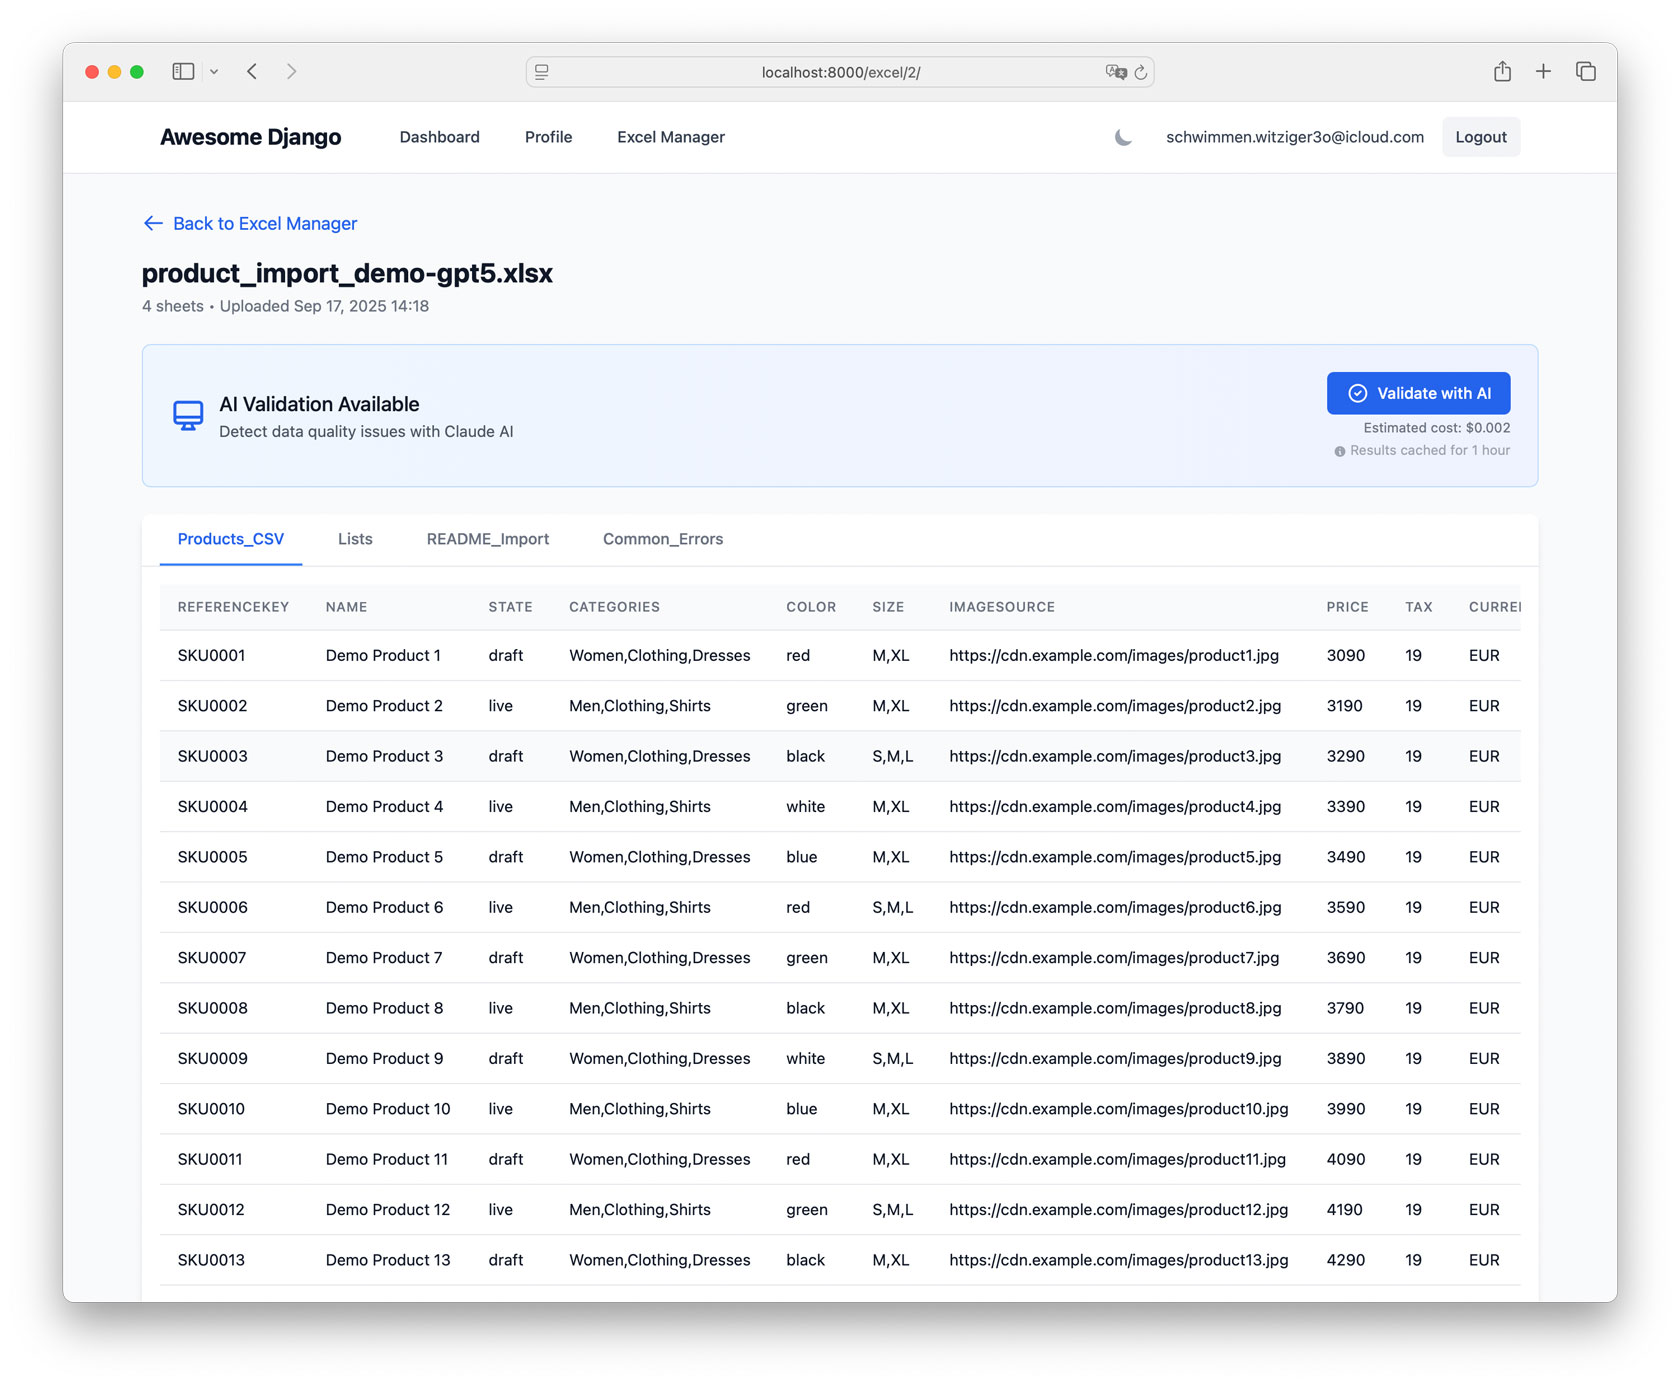 localhost:8000/excel/2/
Awesome Django Dashboard Profile Excel Manager schwimmen.witziger3o@icloud.com Logout
Back to Excel Manager
product_import_demo-gpt5.xlsx
4 sheets • Uploaded Sep 17, 2025 14:18
AI Validation Available
Detect data quality issues with Claude AI
Validate with AI
Estimated cost: $0.002
Results cached for 1 hour
Products_CSV Lists README_Import Common_Errors
REFERENCEKEY NAME STATE CATEGORIES COLOR SIZE IMAGESOURCE PRICE TAX CURRE
SKU0001 Demo Product 1 draft Women,Clothing,Dresses red M,XL https://cdn.example.com/images/product1.jpg 3090 19 EUR
SKU0002 Demo Product 2 live Men,Clothing,Shirts green M,XL https://cdn.example.com/images/product2.jpg 3190 19 EUR
SKU0003 Demo Product 3 draft Women,Clothing,Dresses black S,M,L https://cdn.example.com/images/product3.jpg 3290 19 EUR
SKU0004 Demo Product 4 live Men,Clothing,Shirts white M,XL https://cdn.example.com/images/product4.jpg 3390 19 EUR
SKU0005 Demo Product 5 draft Women,Clothing,Dresses blue M,XL https://cdn.example.com/images/product5.jpg 3490 19 EUR
SKU0006 Demo Product 6 live Men,Clothing,Shirts red S,M,L https://cdn.example.com/images/product6.jpg 3590 19 EUR
SKU0007 Demo Product 7 draft Women,Clothing,Dresses green M,XL https://cdn.example.com/images/product7.jpg 3690 19 EUR
SKU0008 Demo Product 8 live Men,Clothing,Shirts black M,XL https://cdn.example.com/images/product8.jpg 3790 19 EUR
SKU0009 Demo Product 9 draft Women,Clothing,Dresses white S,M,L https://cdn.example.com/images/product9.jpg 3890 19 EUR
SKU0010 Demo Product 10 live Men,Clothing,Shirts blue M,XL https://cdn.example.com/images/product10.jpg 3990 19 EUR
SKU0011 Demo Product 11 draft Women,Clothing,Dresses red M,XL https://cdn.example.com/images/product11.jpg 4090 19 EUR
SKU0012 Demo Product 12 live Men,Clothing,Shirts green S,M,L https://cdn.example.com/images/product12.jpg 4190 19 EUR
SKU0013 Demo Product 13 draft Women,Clothing,Dresses black M,XL https://cdn.example.com/images/product13.jpg 4290 19 EUR